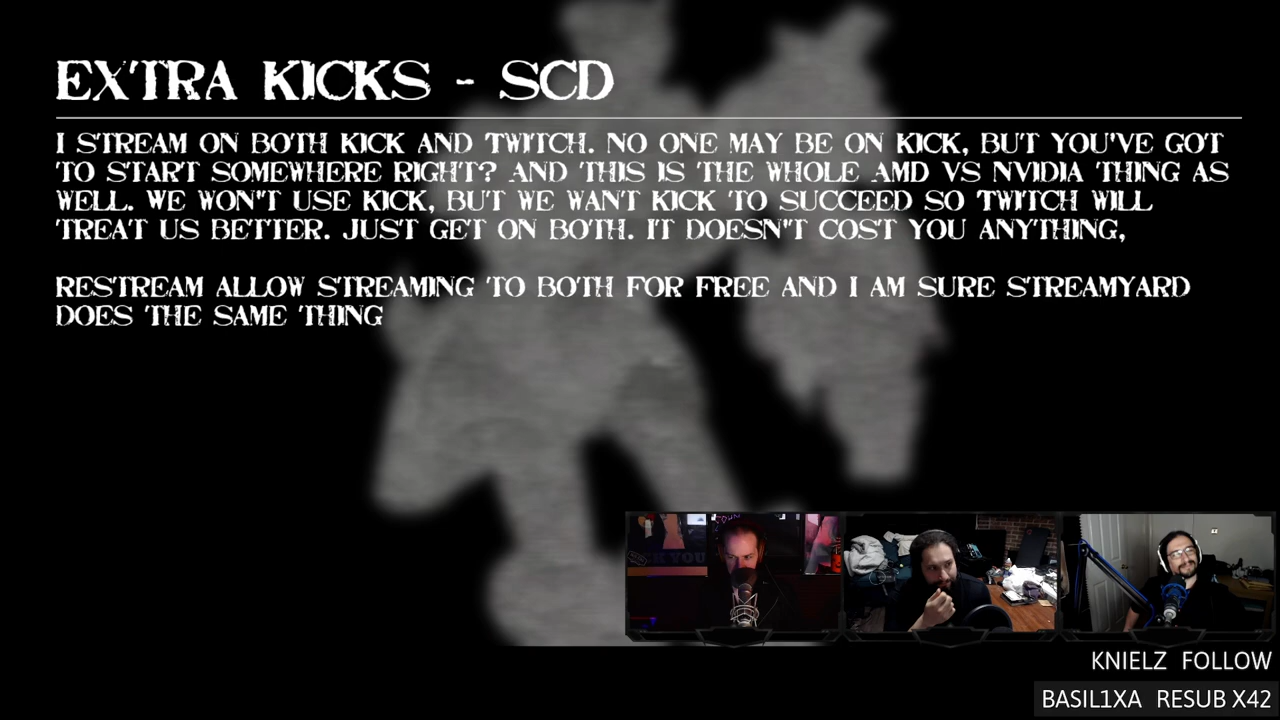 EXTRA KICKS - SCD
I STREAM ON BOTH KICK AND TWITCH. NO ONE MAY BE ON KICK, BUT YOU'VE GOT
TO START SOMEWHERE RIGHT? AND THIS IS THE WHOLE AMD VS NVIDIA THING AS
WELL. WE WON'T USE KICK, BUT WE WANT KICK TO SUCCEED SO TWITCH WILL
TREAT US BETTER. JUST GET ON BOTH. IT DOESN'T COST YOU ANYTHING,
RESTREAM ALLOW STREAMING TO BOTH FOR FREE AND I AM SURE STREAMYARD
DOES THE SAME THING
KNIELZ FOLLOW
BASIL1XA RESUB X42